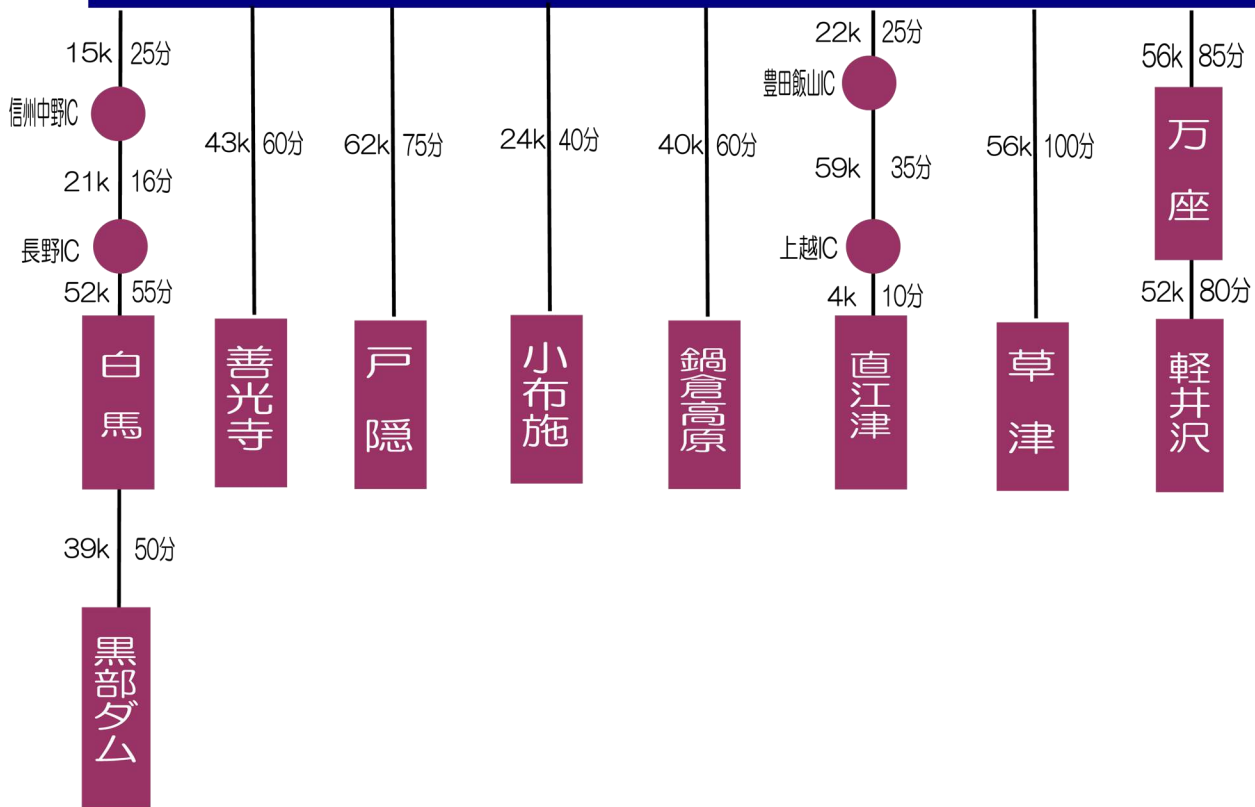 15k 25分
信州中野IC
21k 16分
長野IC
52k 55分
白馬
39k 50分
黒部ダム
43k 60分
善光寺
62k 75分
戸隠
24k 40分
小布施
40k 60分
鍋倉高原
22k 25分
豊田飯山IC
59k 35分
上越IC
4k 10分
直江津
56k 100分
草津
56k 85分
万座
52k 80分
軽井沢